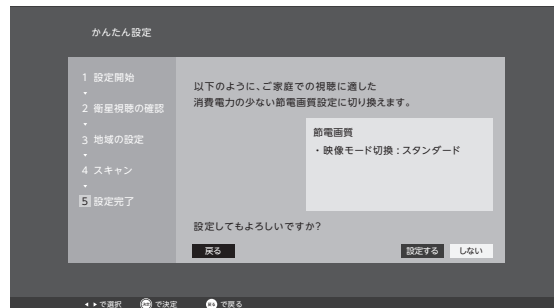 かんたん設定
1 設定開始
2 衛星視聴の確認
3 地域の設定
4 スキャン
5 設定完了
以下のように、ご家庭での視聴に適した
消費電力の少ない節電画質設定に切り換えます。
節電画質
・映像モード切換：スタンダード
設定してもよろしいですか?
戻る
設定する
しない
で選択
で決定
で戻る